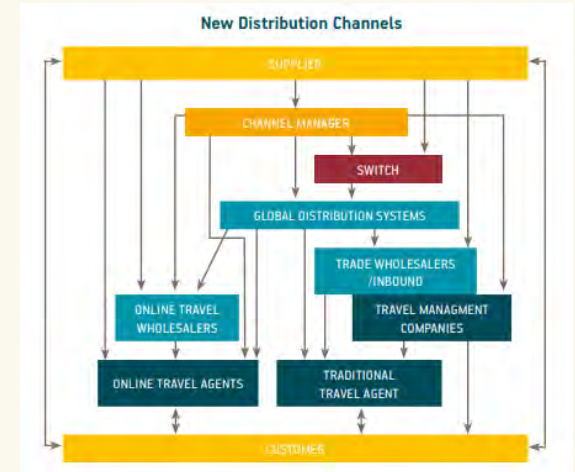 New Distribution Channels
SUPPLIER
CHANNEL MANAGER
SWITCH
GLOBAL DISTRIBUTION SYSTEMS
TRADE WHOLESALERS
/INBOUND
ONLINE TRAVEL
WHOLESALERS
TRAVEL MANAGMENT
COMPANIES
ONLINE TRAVEL AGENTS
TRADITIONAL
TRAVEL AGENT
CUSTOMER